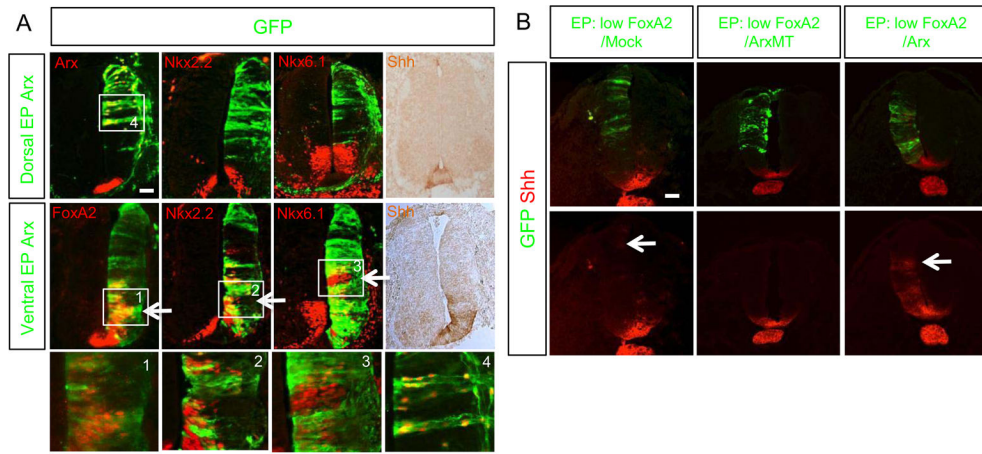 A
GFP
Dorsal EP Arx
Arx
Nkx2.2
Nkx6.1
Shh
4
Ventral EP Arx
FoxA2
Nkx2.2
Nkx6.1
Shh
1
2
3
1
2
3
4
B
EP: low FoxA2
/Mock
EP: low FoxA2
/ArxMT
EP: low FoxA2
/Arx
GFP Shh